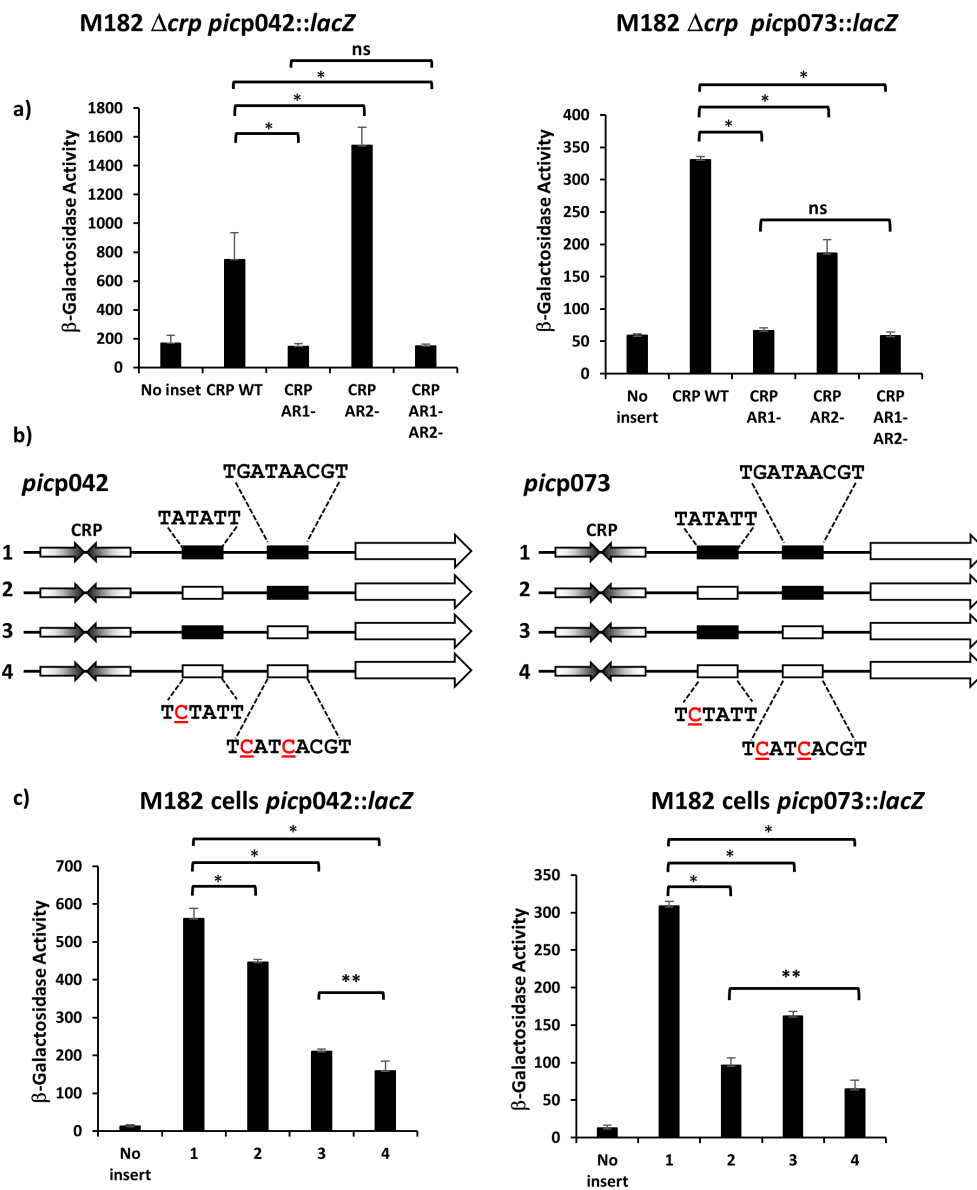 M182 Δcrp picp042::lacZ
M182 Δcrp picp073::lacZ
a)
ns
*
*
*
β-Galactosidase Activity
1800
1600
1400
1200
1000
800
600
400
200
0
No inset
CRP WT
CRP AR1-
CRP AR2-
CRP AR1- AR2-
*
*
*
ns
β-Galactosidase Activity
400
350
300
250
200
150
100
50
0
No insert
CRP WT
CRP AR1-
CRP AR2-
CRP AR1- AR2-
b)
picp042
TGATAACGT
TATATT
CRP
1
2
3
4
TCTATT
TCATCACGT
picp073
TGATAACGT
TATATT
CRP
1
2
3
4
TCTATT
TCATCACGT
c)
M182 cells picp042::lacZ
*
*
*
**
β-Galactosidase Activity
700
600
500
400
300
200
100
0
No insert
1
2
3
4
M182 cells picp073::lacZ
*
*
*
**
β-Galactosidase Activity
350
300
250
200
150
100
50
0
No insert
1
2
3
4